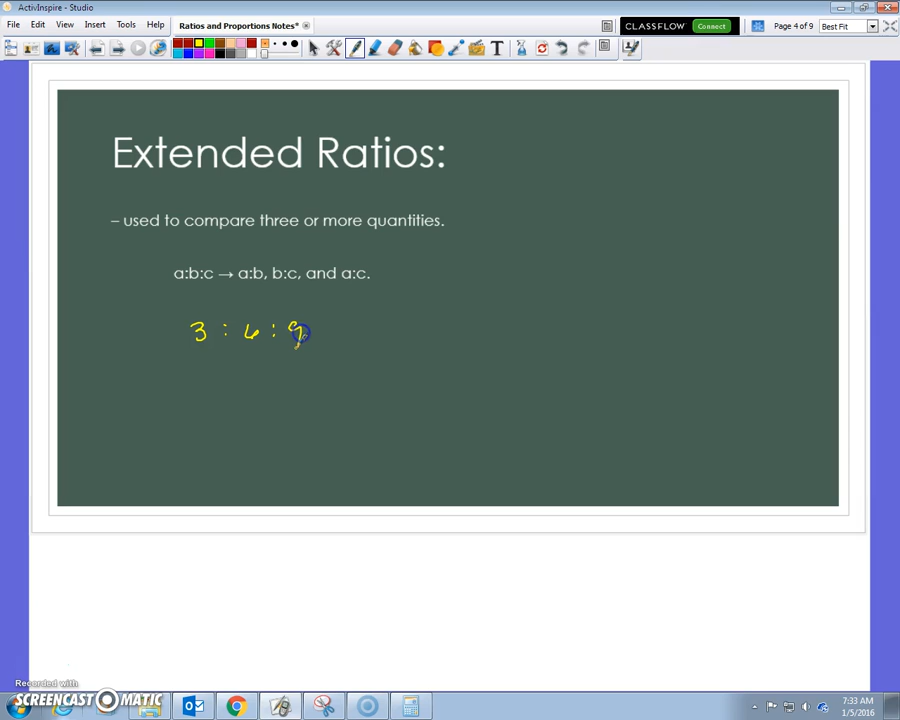 ActivInspire - Studio
File Edit View Insert Tools Help
Ratios and Proportions Notes*
CLASSFLOW Connect
Page 4 of 9
Best Fit
Extended Ratios:
– used to compare three or more quantities.
a:b:c → a:b, b:c, and a:c.
3 : 6 : 9
Recorded with
SCREENCAST MATIC
7:33 AM
1/5/2016